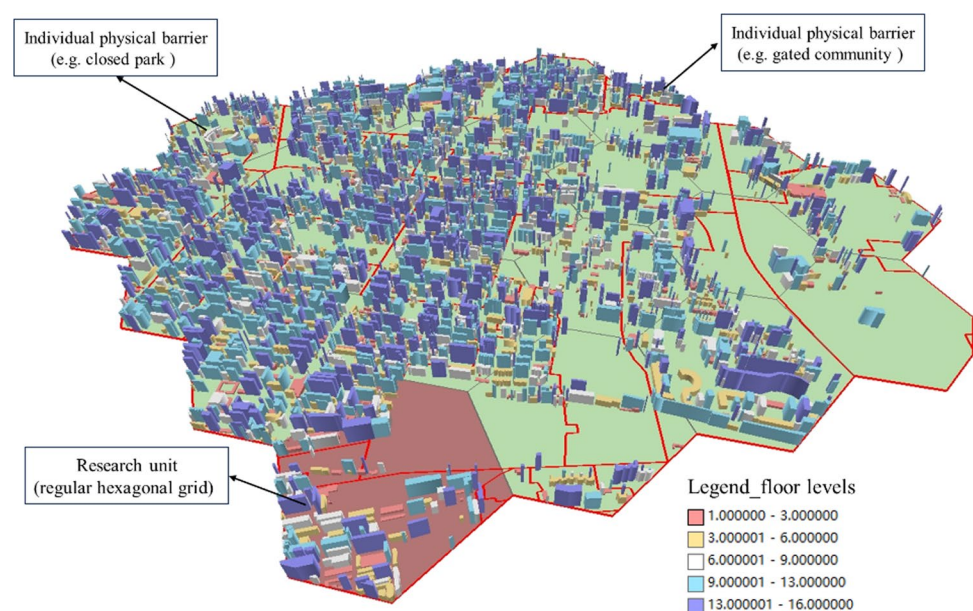 Individual physical barrier
(e.g. closed park )
Individual physical barrier
(e.g. gated community )
Research unit
(regular hexagonal grid)
Legend_floor levels
1.000000 - 3.000000
3.000001 - 6.000000
6.000001 - 9.000000
9.000001 - 13.000000
13.000001 - 16.000000